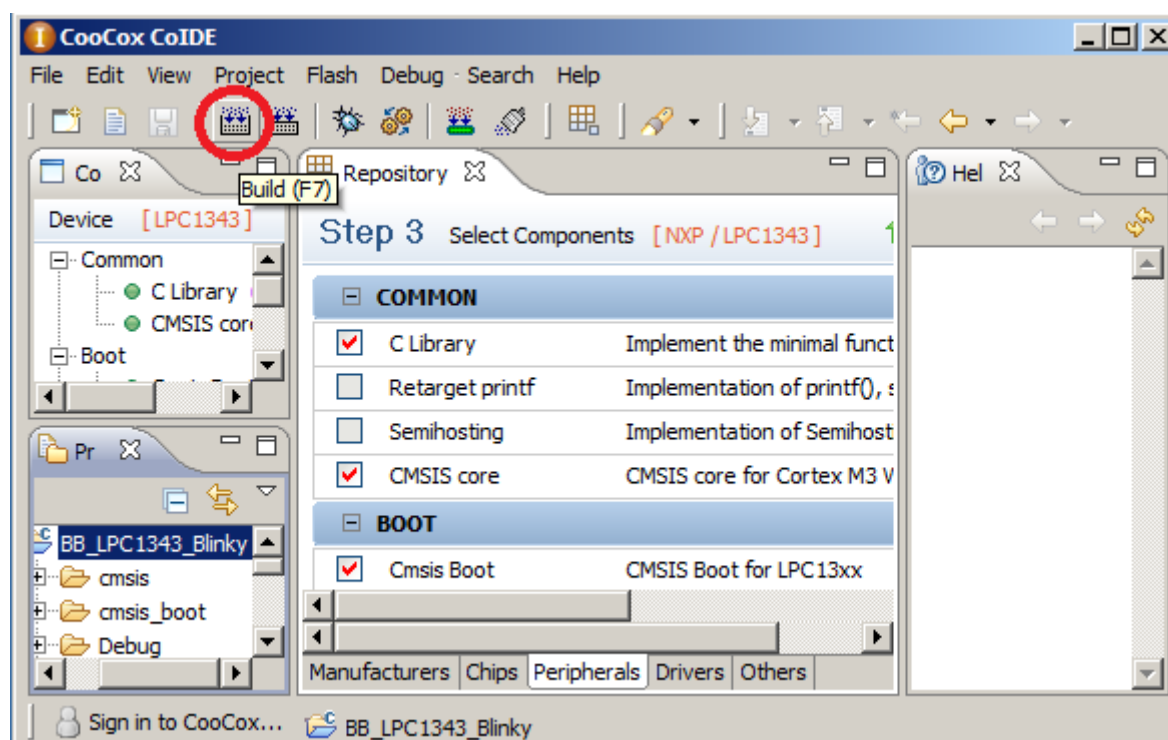 CooCox CoIDE
File Edit View Project Flash Debug Search Help
Build (F7)
Co
Device [LPC1343]
Common
C Library
CMSIS core
Boot
Pr
BB_LPC1343_Blinky
cmsis
cmsis_boot
Debug
Repository
Step 3 Select Components [NXP / LPC1343]
COMMON
C Library Implement the minimal funct
Retarget printf Implementation of printf(), s
Semihosting Implementation of Semihosti
CMSIS core CMSIS core for Cortex M3 V
BOOT
Cmsis Boot CMSIS Boot for LPC13xx
Manufacturers Chips Peripherals Drivers Others
Hel
Sign in to CooCox... BB_LPC1343_Blinky